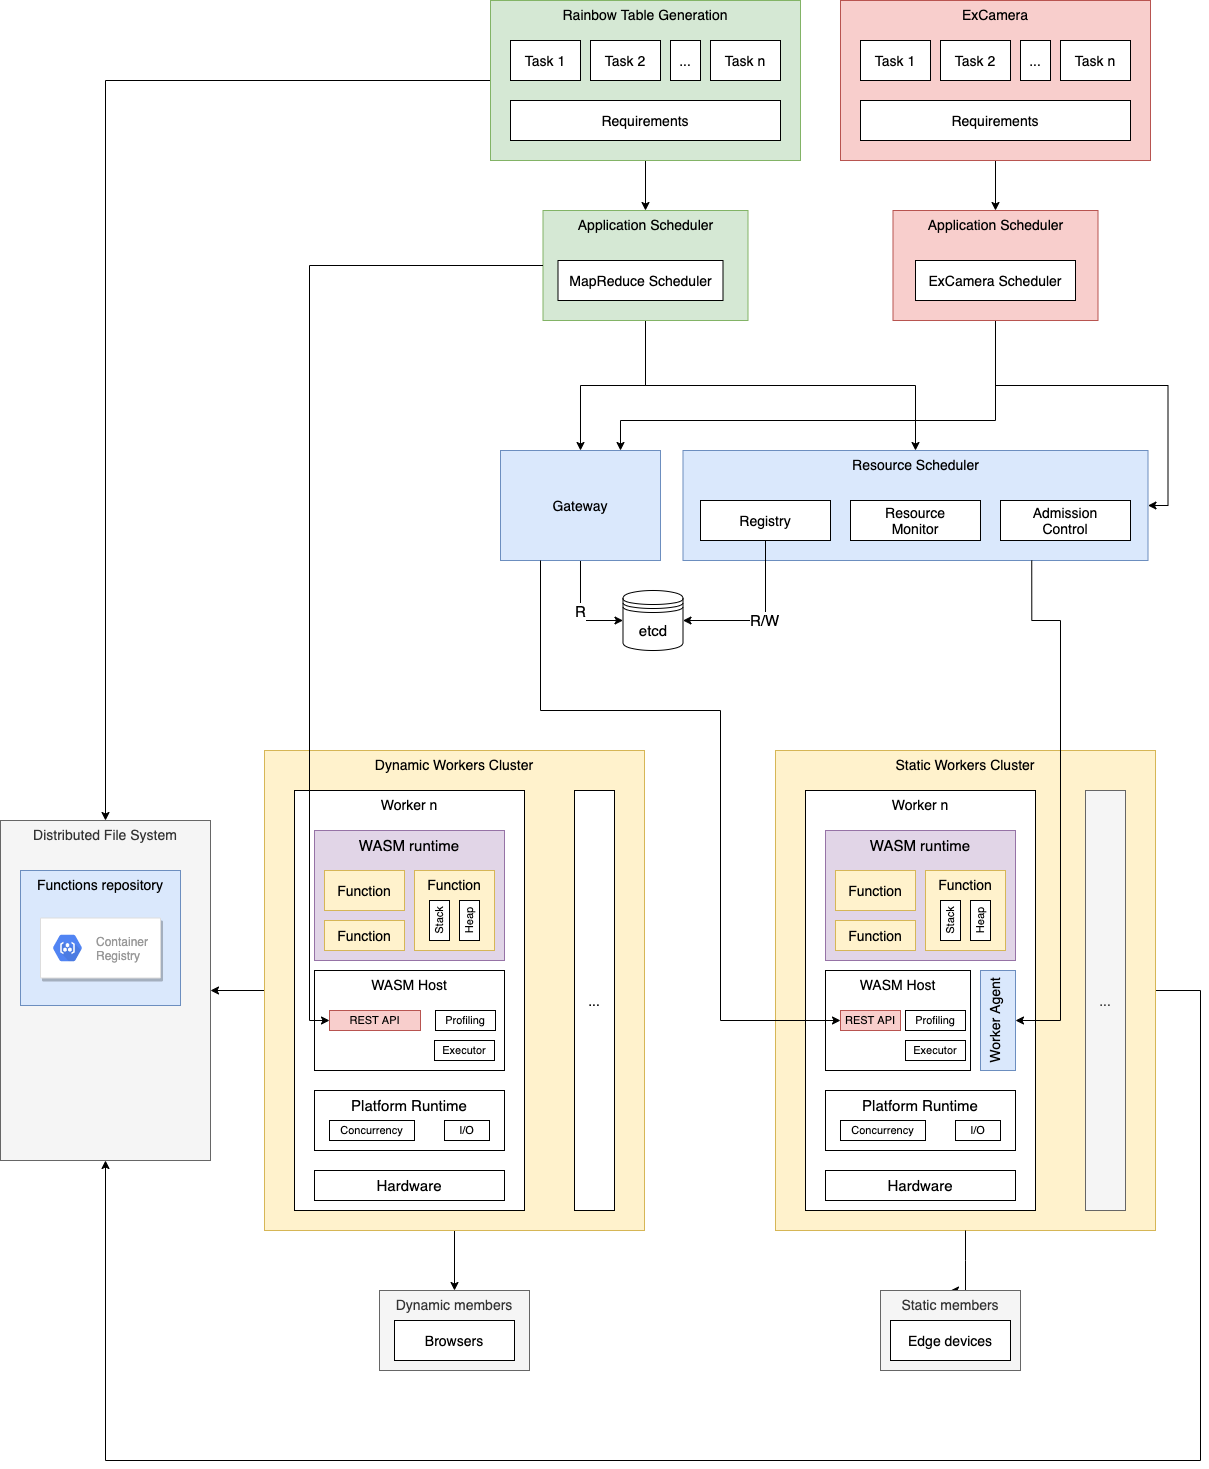 Rainbow Table Generation
Task 1
Task 2
...
Task n
Requirements
ExCamera
Task 1
Task 2
...
Task n
Requirements
Application Scheduler
MapReduce Scheduler
Application Scheduler
ExCamera Scheduler
Gateway
Resource Scheduler
Registry
Resource
Monitor
Admission
Control
R
etcd
R/W
Distributed File System
Functions repository
Container
Registry
Dynamic Workers Cluster
Worker n
WASM runtime
Function
Function
Function
Stack
Heap
WASM Host
REST API
Profiling
Executor
Platform Runtime
Concurrency
I/O
Hardware
...
Static Workers Cluster
Worker n
WASM runtime
Function
Function
Function
Stack
Heap
WASM Host
REST API
Profiling
Executor
Worker Agent
Platform Runtime
Concurrency
I/O
Hardware
...
Dynamic members
Browsers
Static members
Edge devices